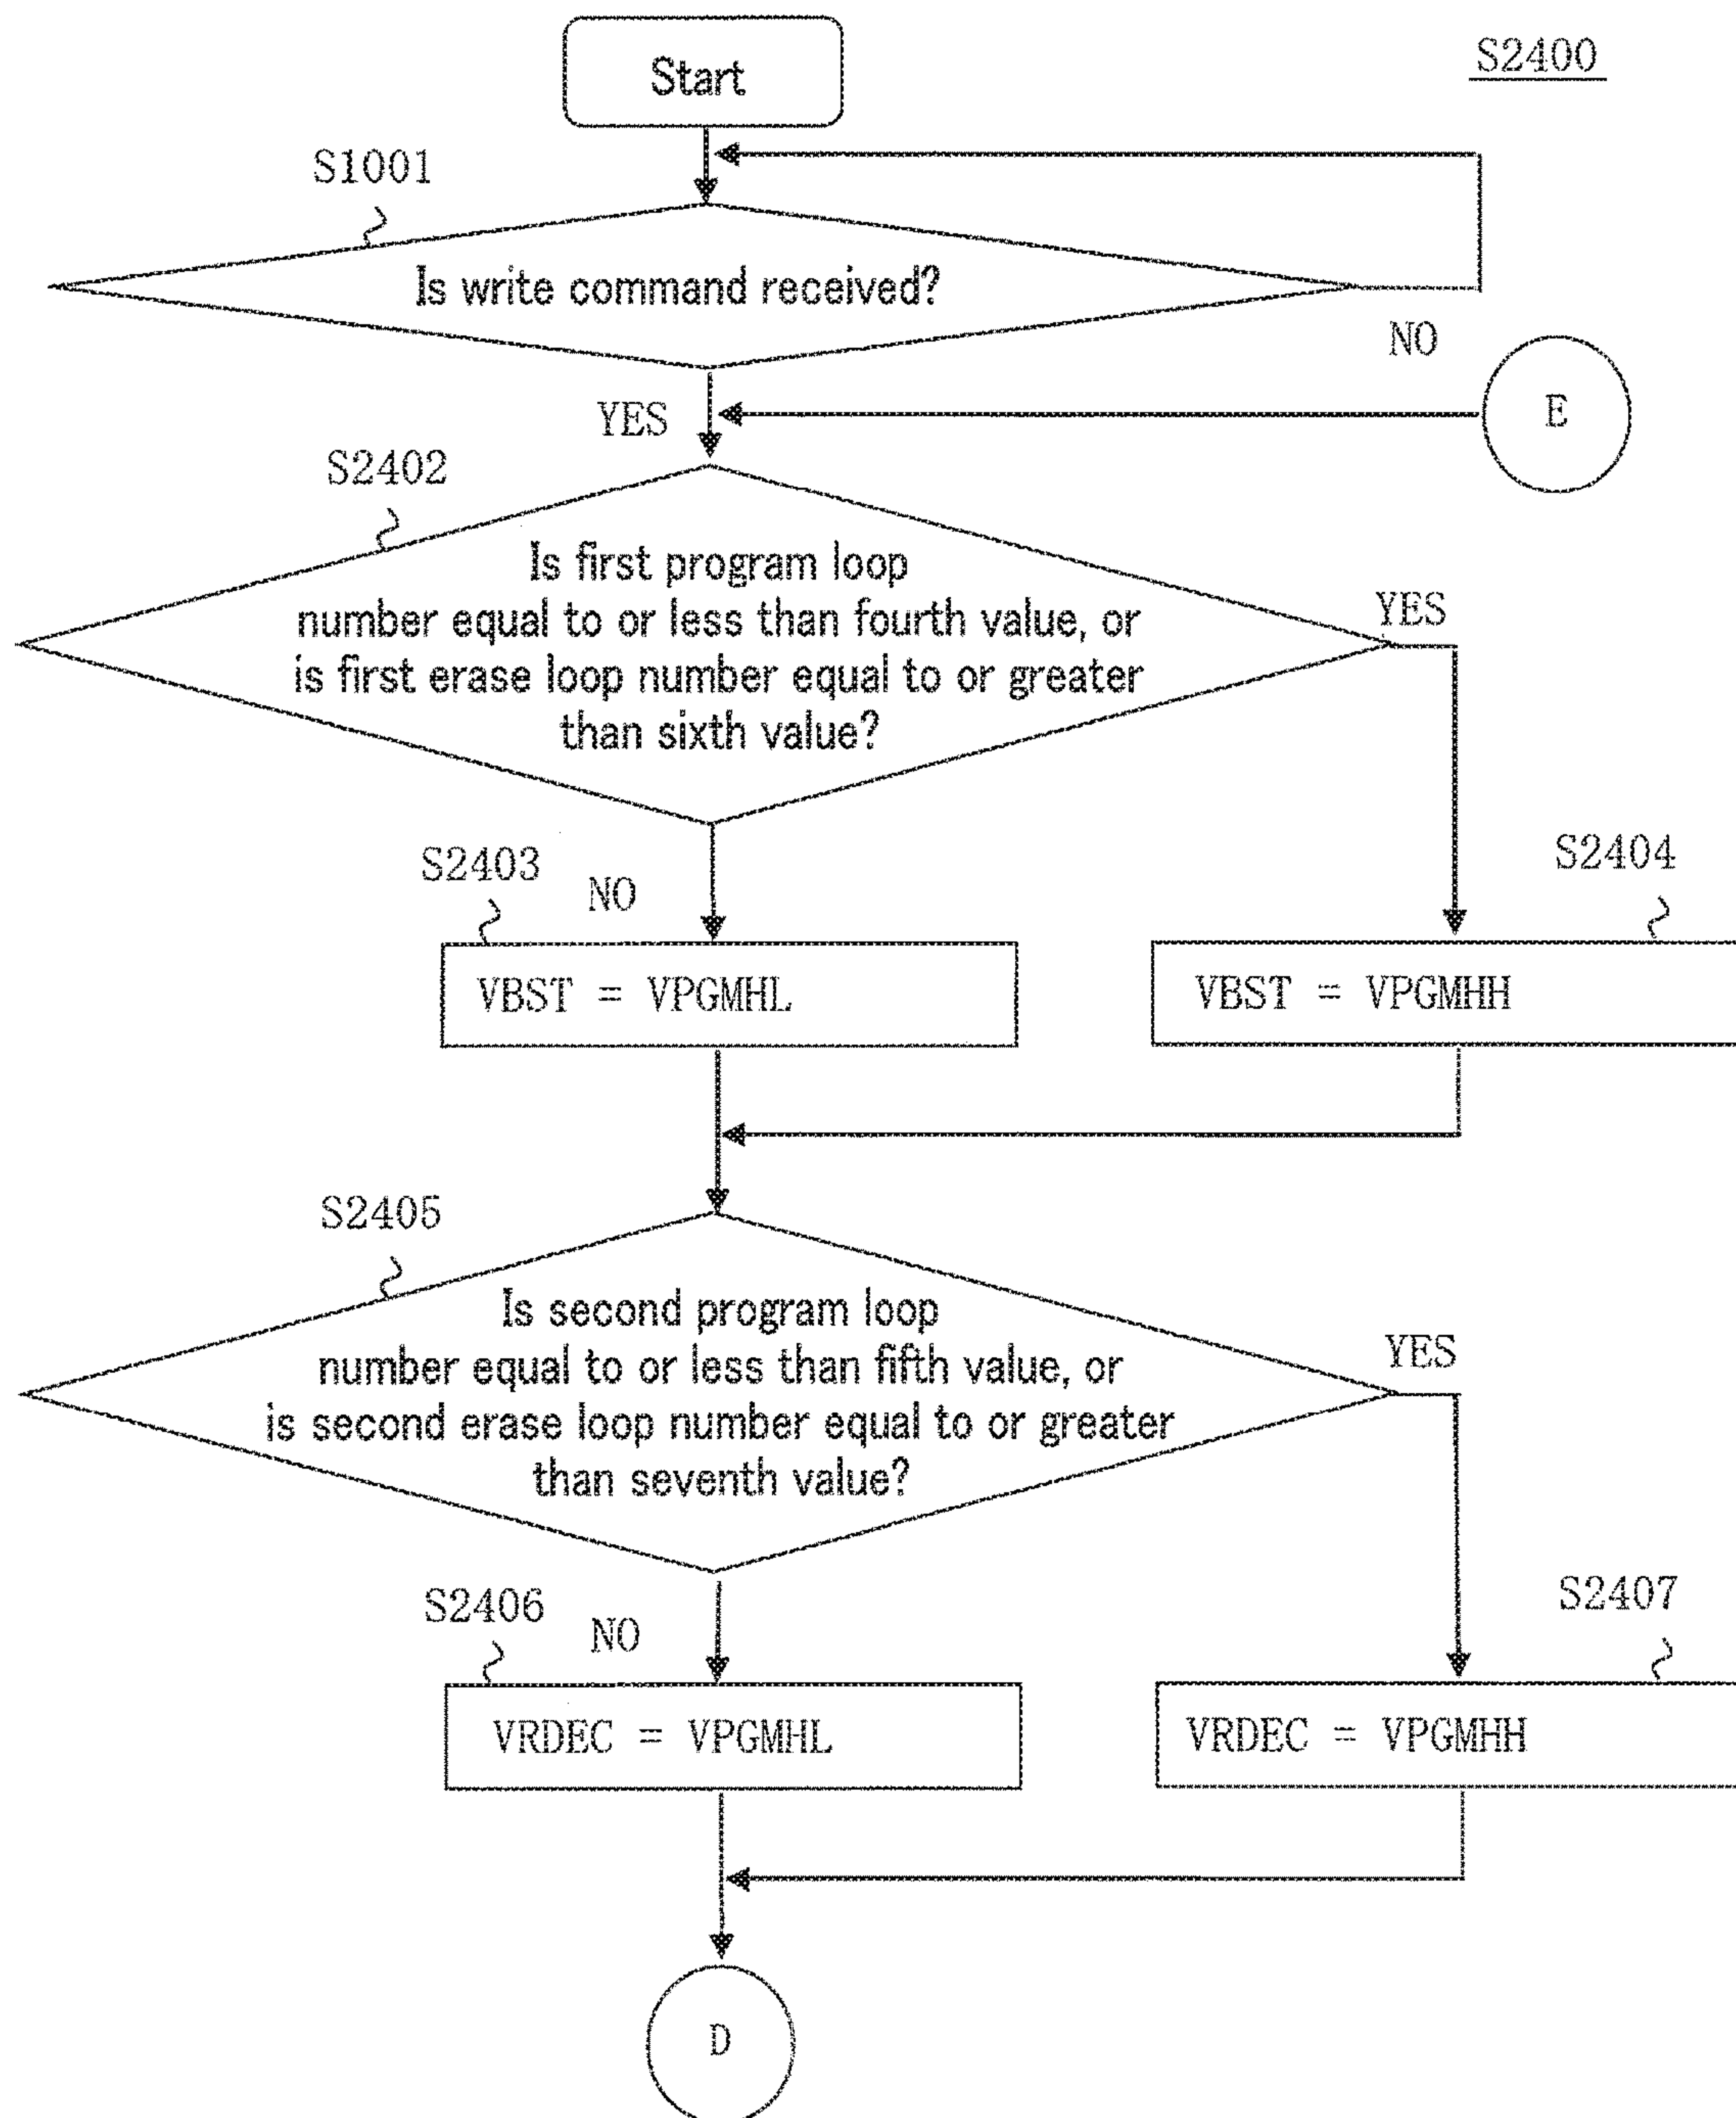 Start
S2400
S1001
Is write command received?
NO
YES
E
S2402
Is first program loop
number equal to or less than fourth value, or
is first erase loop number equal to or greater
than sixth value?
YES
S2403
NO
S2404
VBST = VPGMHL
VBST = VPGMHH
S2405
Is second program loop
number equal to or less than fifth value, or
is second erase loop number equal to or greater
than seventh value?
YES
S2406
NO
S2407
VRDEC = VPGMHL
VRDEC = VPGMHH
D